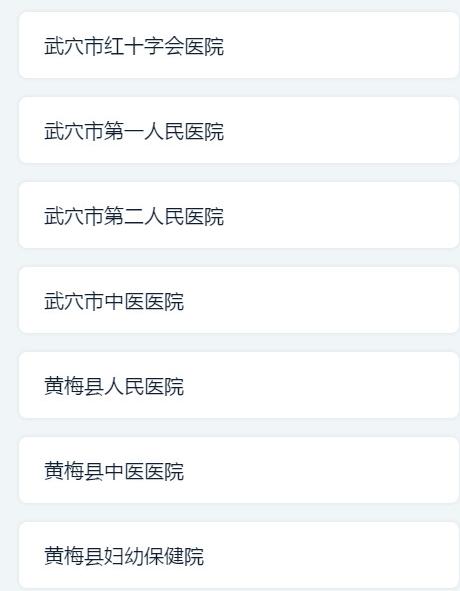 武穴市红十字会医院
武穴市第一人民医院
武穴市第二人民医院
武穴市中医医院
黄梅县人民医院
黄梅县中医医院
黄梅县妇幼保健院